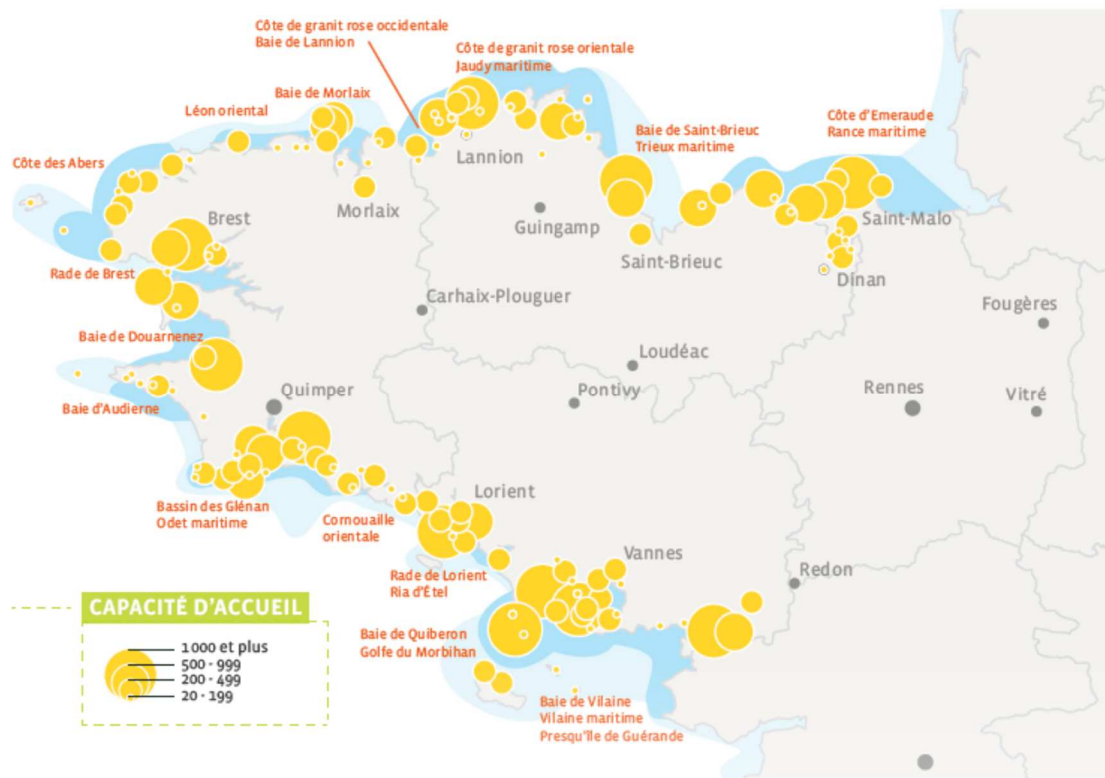 Côte de granit rose occidentale
Baie de Lannion
Côte de granit rose orientale
Jaudy maritime
Baie de Morlaix
Léon oriental
Côte d'Emeraude
Rance maritime
Baie de Saint-Brieuc
Trieux maritime
Côte des Abers
Lannion
Morlaix
Brest
Guingamp
Saint-Malo
Saint-Brieuc
Rade de Brest
Dinan
Carhaix-Plouguer
Fougères
Baie de Douarnenez
Loudéac
Quimper
Pontivy
Rennes
Vitré
Baie d'Audierne
Lorient
Bassin des Glénan
Odet maritime
Cornouaille
orientale
Vannes
Redon
Rade de Lorient
Ria d'Étel
CAPACITÉ D'ACCUEIL
1000 et plus
500 - 999
200 - 499
20 - 199
Baie de Quiberon
Golfe du Morbihan
Baie de Vilaine
Vilaine maritime
Presqu'île de Guérande